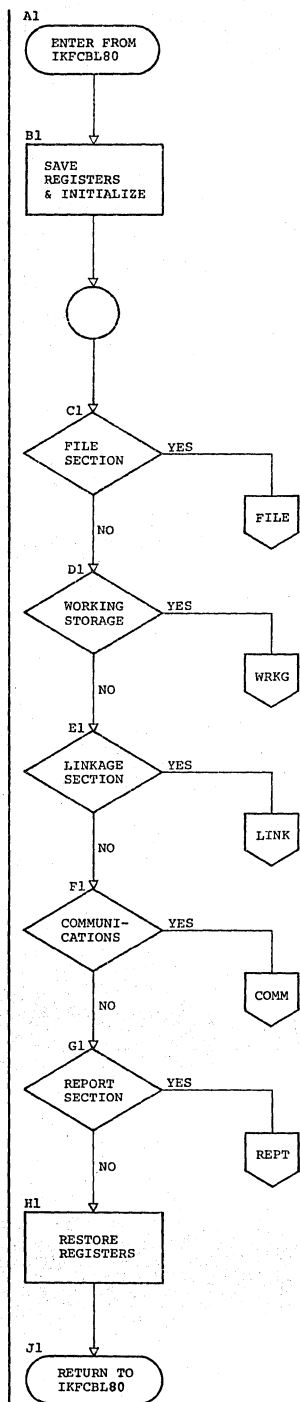 A1
ENTER FROM
IKFCBL80
B1
SAVE
REGISTERS
& INITIALIZE
C1
FILE
SECTION
YES
FILE
NO
D1
WORKING
STORAGE
YES
WRKG
NO
E1
LINKAGE
SECTION
YES
LINK
NO
F1
COMMUNI-
CATIONS
YES
COMM
NO
G1
REPORT
SECTION
YES
REPT
NO
H1
RESTORE
REGISTERS
J1
RETURN TO
IKFCBL80